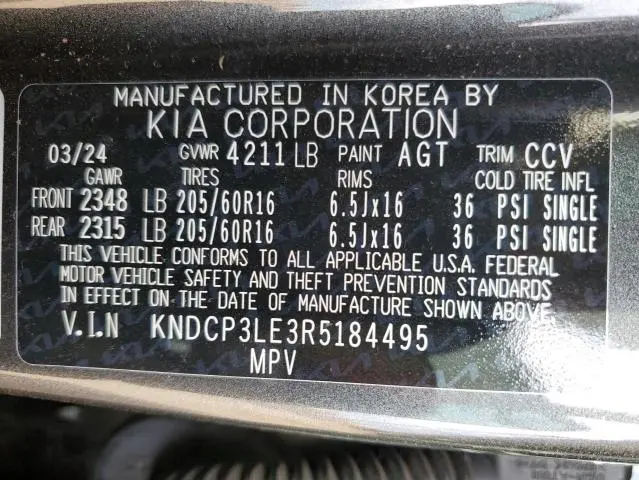 MANUFACTURED IN KOREA BY
KIA CORPORATION
03/24 GVWR 4211 LB PAINT AGT TRIM CCV
GAWR TIRES RIMS COLD TIRE INFL
FRONT 2348 LB 205/60R16 6.5Jx16 36 PSI SINGLE
REAR 2315 LB 205/60R16 6.5Jx16 36 PSI SINGLE
THIS VEHICLE CONFORMS TO ALL APPLICABLE U.S.A. FEDERAL
MOTOR VEHICLE SAFETY AND THEFT PREVENTION STANDARDS
IN EFFECT ON THE DATE OF MANUFACTURE SHOWN ABOVE.
V.I.N KNDCP3LE3R5184495
MPV